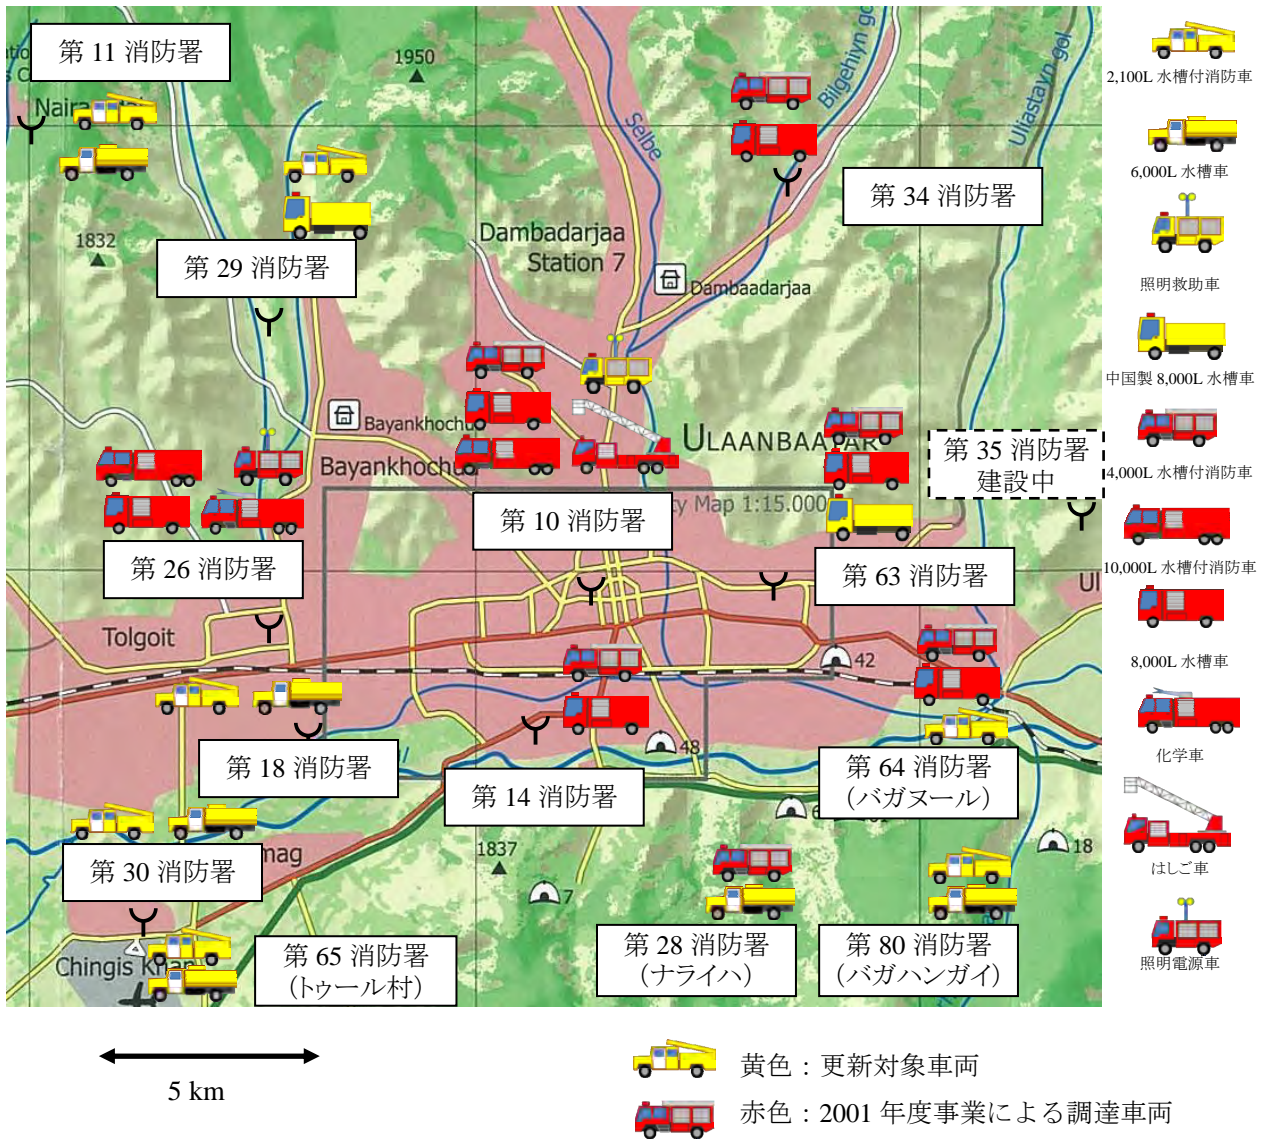 第 11 消防署
1950
Bilgehiyn gol
Uliastayn gol
Selbe
2,100L 水槽付消防車
6,000L 水槽車
第 34 消防署
1832
第 29 消防署
Dambadarjaa
Station 7
Dambaadarjaa
照明救助車
中国製 8,000L 水槽車
Bayankhochuu
Bayankhochuu
ULAANBAATAR
第 35 消防署
建設中
4,000L 水槽付消防車
City Map 1:15.000
第 10 消防署
第 26 消防署
第 63 消防署
10,000L 水槽付消防車
Ul
Tolgoit
42
8,000L 水槽車
48
第 18 消防署
第 14 消防署
第 64 消防署
(バガヌール)
化学車
18
1837
7
第 30 消防署
mag
はしご車
第 65 消防署
(トゥール村)
第 28 消防署
(ナライハ)
第 80 消防署
(バガハンガイ)
照明電源車
Chingis Khan
5 km
黄色：更新対象車両
赤色：2001 年度事業による調達車両